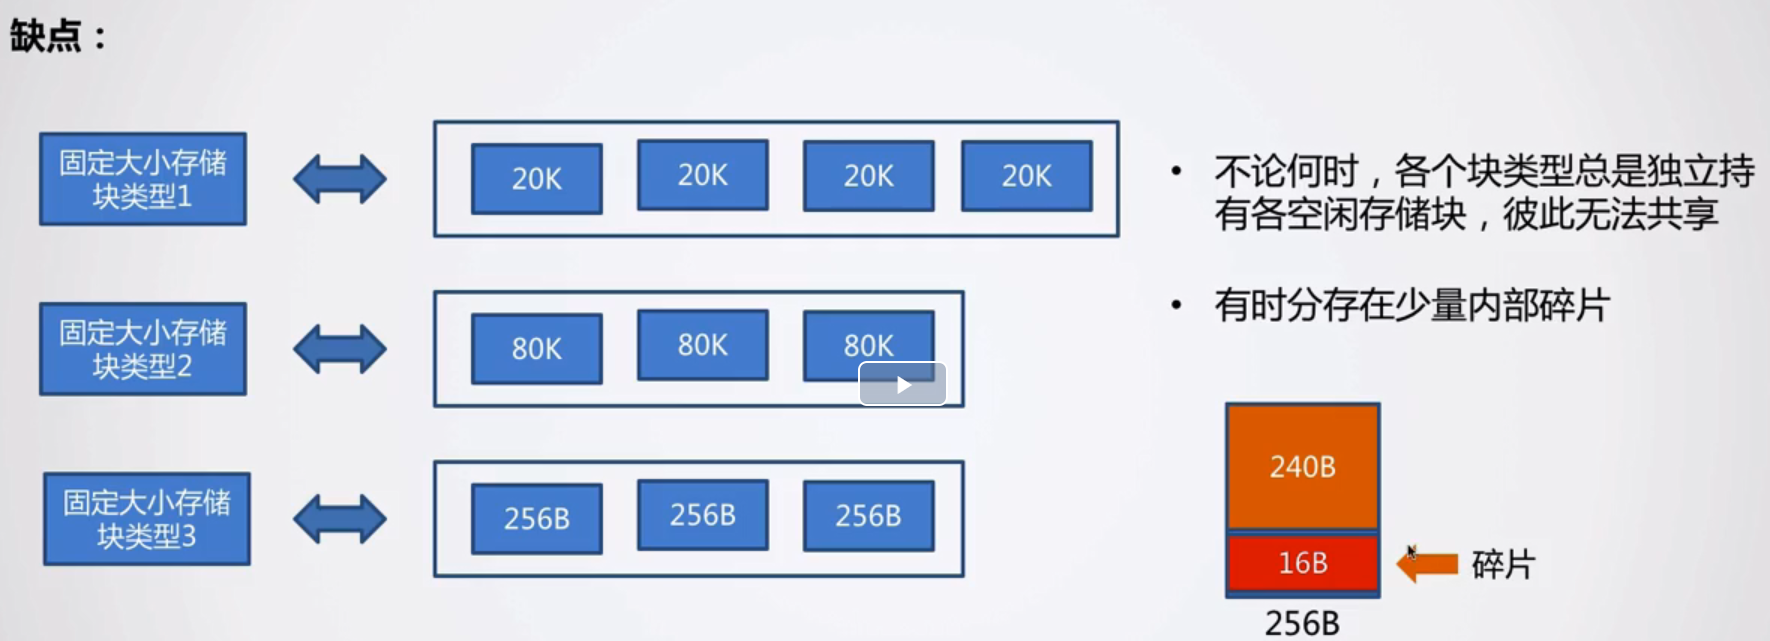 缺点：
固定大小存储
块类型1
20K
20K
20K
20K
固定大小存储
块类型2
80K
80K
80K
固定大小存储
块类型3
256B
256B
256B
• 不论何时，各个块类型总是独立持
有各空闲存储块，彼此无法共享
• 有时分存在少量内部碎片
240B
16B
碎片
256B